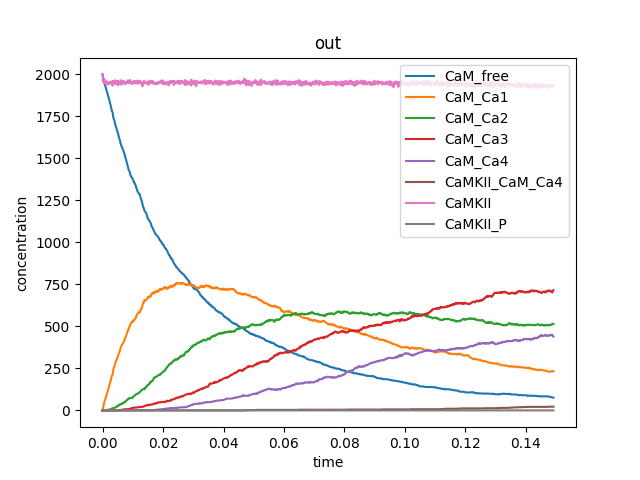 out
2000
1750
1500
1250
1000
750
500
250
0
concentration
0.00 0.02 0.04 0.06 0.08 0.10 0.12 0.14
time
CaM_free
CaM_Ca1
CaM_Ca2
CaM_Ca3
CaM_Ca4
CaMKII_CaM_Ca4
CaMKII
CaMKII_P